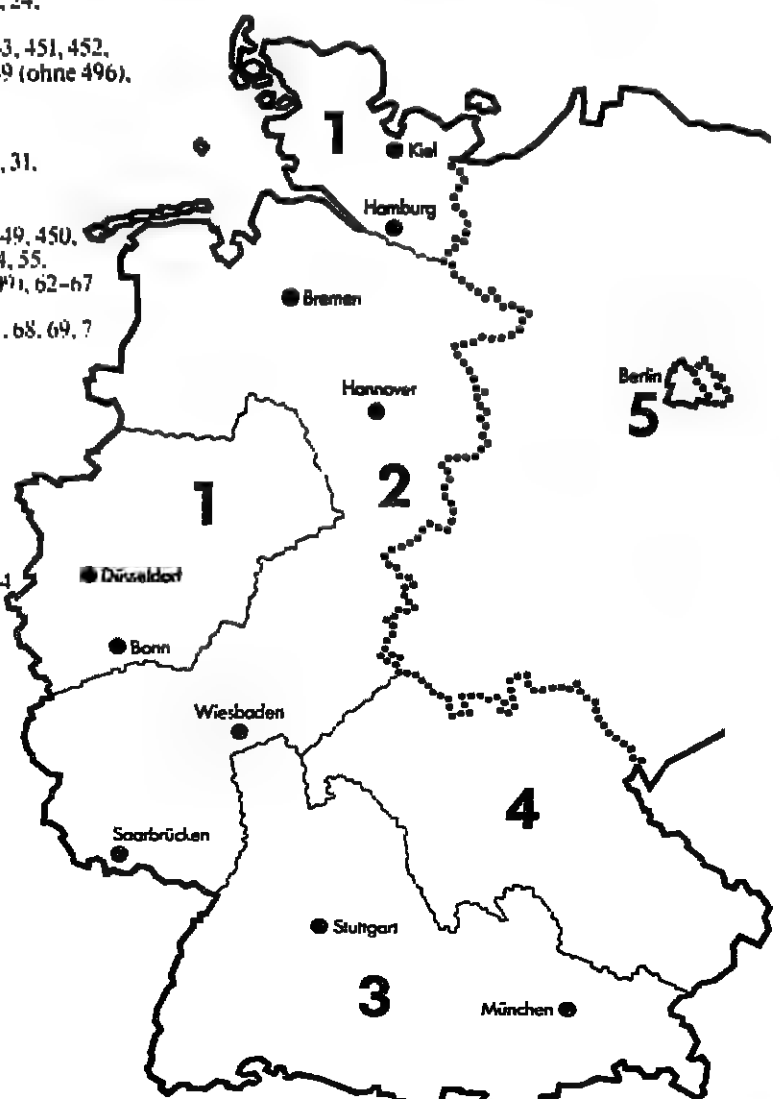 , 24,
3, 451, 452,
9 (ohne 496),
, 31.
49, 450,
4, 55.
62–67
. 68. 69. 7
1
Kiel
Hamburg
Bremen
Hannover
Berlin
5
2
1
Düsseldorf
Bonn
Wiesbaden
4
Saarbrücken
Stuttgart
3
München